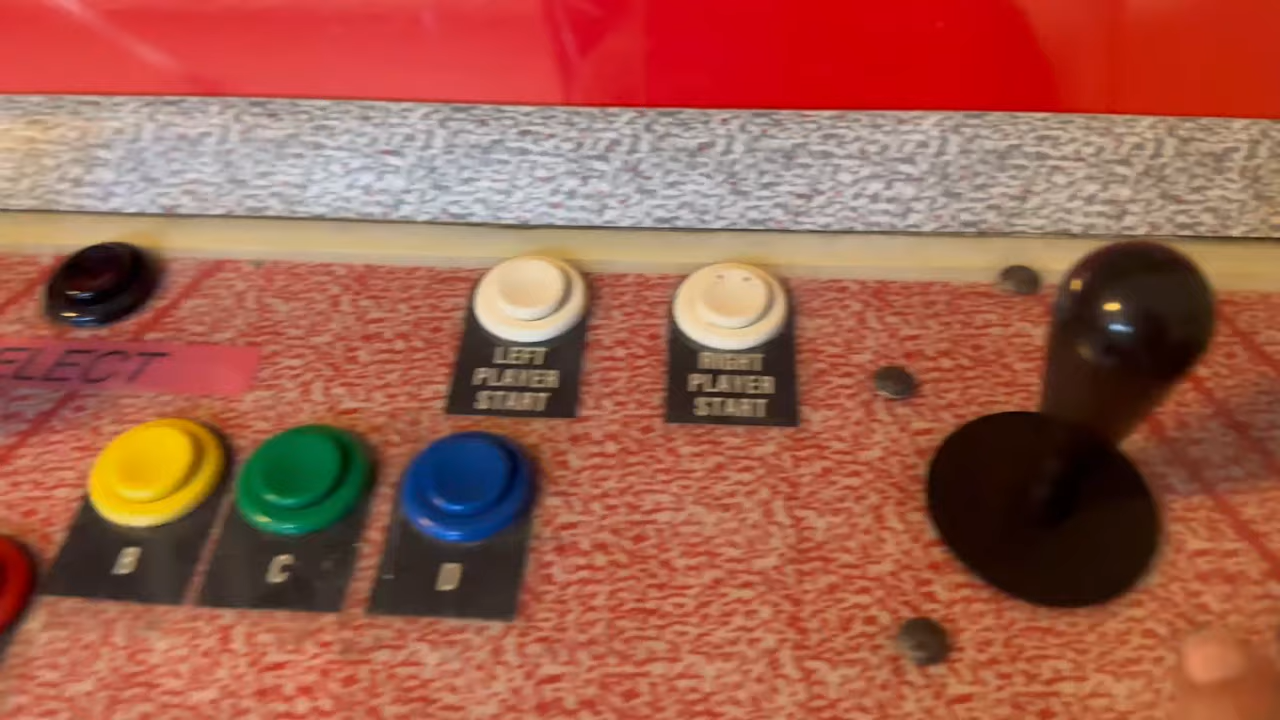 ELECT
LEFT
PLAYER
START
RIGHT
PLAYER
START
B
C
D